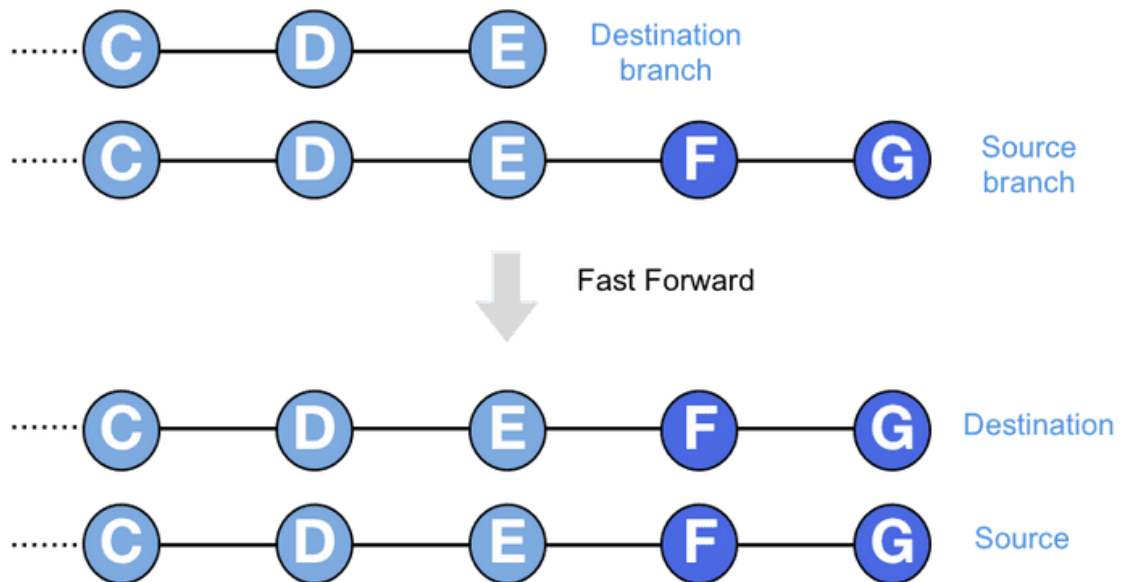 C D E Destination
branch
C D E F G Source
branch
Fast Forward
C D E F G Destination
C D E F G Source